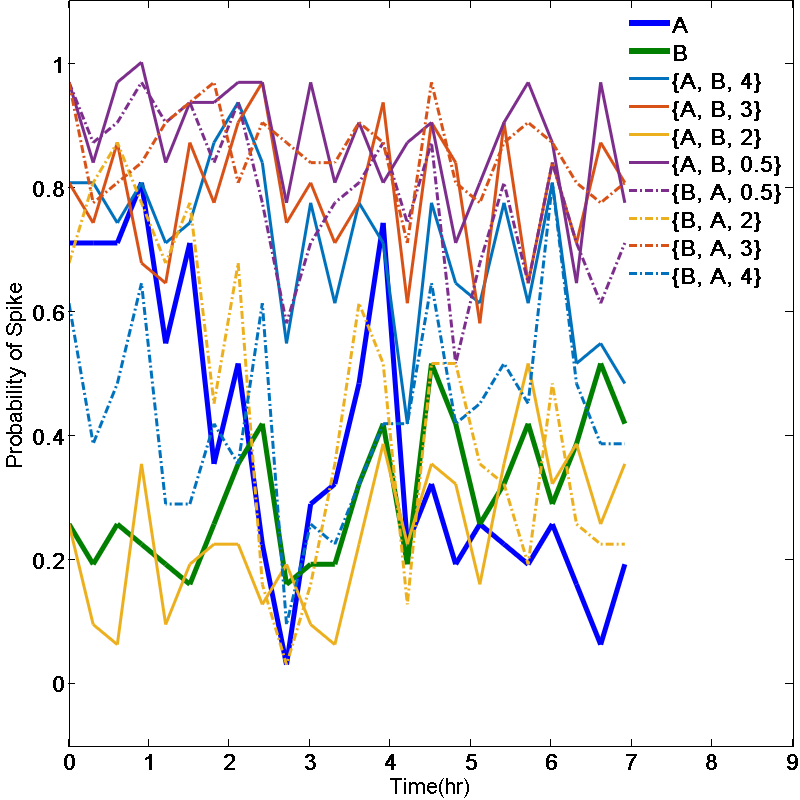 A
B
{A, B, 4}
{A, B, 3}
{A, B, 2}
{A, B, 0.5}
{B, A, 0.5}
{B, A, 2}
{B, A, 3}
{B, A, 4}
Probability of Spike
1
0.8
0.6
0.4
0.2
0
0 1 2 3 4 5 6 7 8 9
Time(hr)